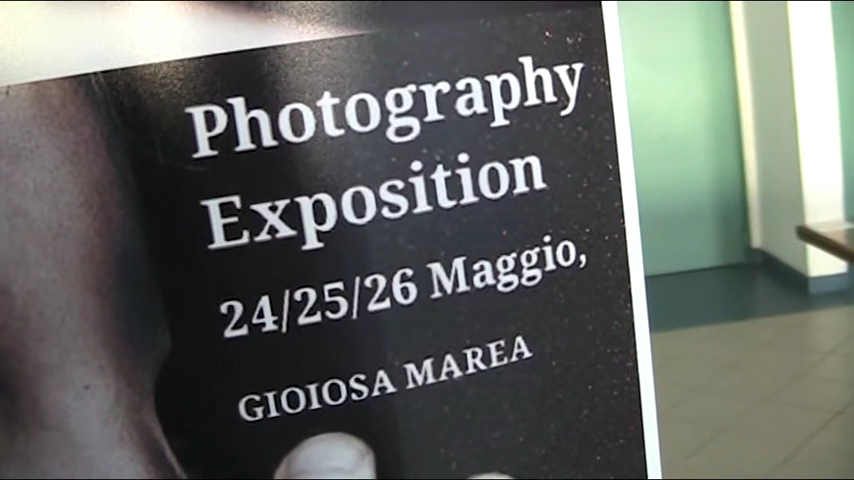 Photography
Exposition
24/25/26 Maggio,
GIOIOSA MAREA